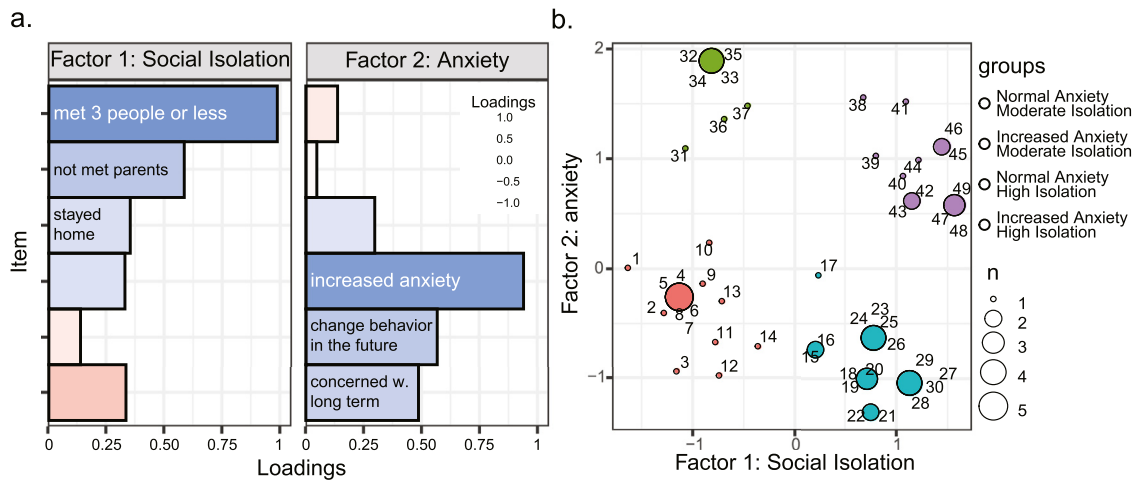 a.
Factor 1: Social Isolation
Factor 2: Anxiety
met 3 people or less
not met parents
stayed
home
increased anxiety
change behavior
in the future
concerned w.
long term
Loadings
1.0
0.5
0.0
−0.5
−1.0
Item
0 0.25 0.50 0.75 1
0 0.25 0.50 0.75 1
Loadings
b.
2
1
0
−1
Factor 2: anxiety
32 35
34 33
37
36
31
38
41
46
45
39
44
40
42
49
43
47
48
10
1
17
4
9
5
13
2
6
8
7
11
14
3
12
16
15
23
24
25
26
29
18 20
27
19
30
28
22 21
−1 0 1
Factor 1: Social Isolation
groups
Normal Anxiety
Moderate Isolation
Increased Anxiety
Moderate Isolation
Normal Anxiety
High Isolation
Increased Anxiety
High Isolation
n
1
2
3
4
5